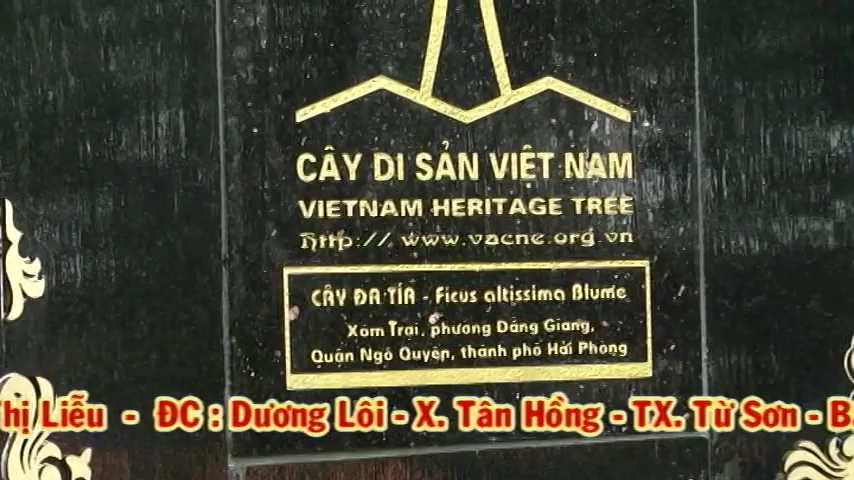 CÂY DI SẢN VIỆT NAM
VIETNAM HERITAGE TREE
http://www.vacne.org.vn
CÂY ĐA TÍA - Ficus altissima Blume
Xóm Trại, phường Đằng Giang,
Quận Ngô Quyền, thành phố Hải Phòng
Thị Liễu - ĐC : Dương Lôi - X. Tân Hồng - TX. Từ Sơn -